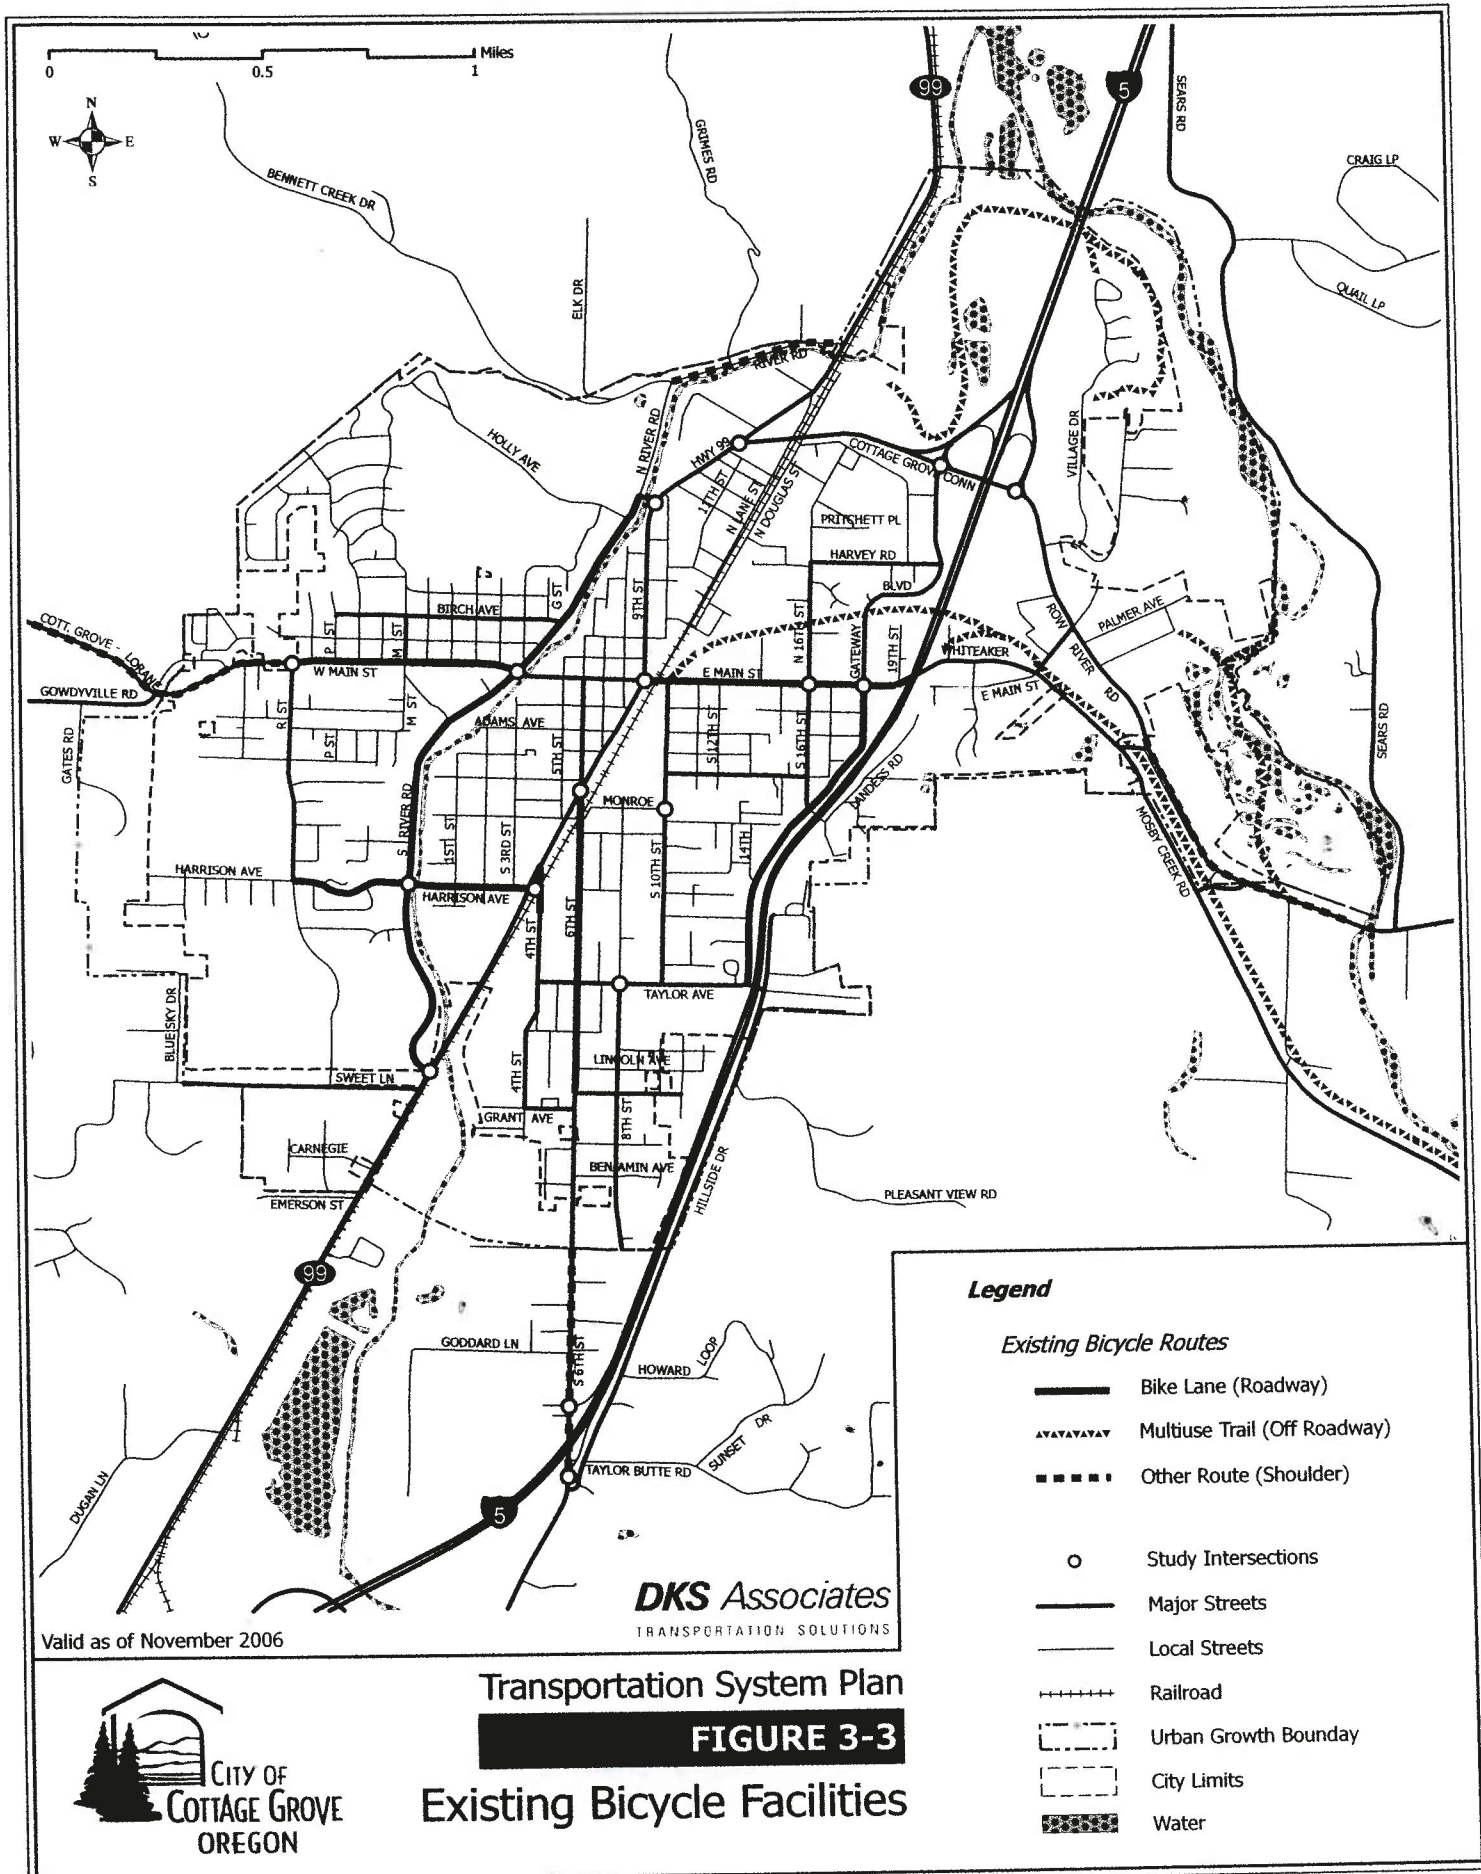 Miles
0 0.5 1
N
W E
S
99
5
SEARS RD
CRAIG LP
GRIMES RD
BENNETT CREEK DR
QUAIL LP
ELK DR
RIVER RD
N RIVER RD
HOLLY AVE
HWY 99
VILLAGE DR
COTTAGE GROVE CONN
11TH ST
N LANE ST
N DOUGLAS ST
PRITCHETT PL
HARVEY RD
BLVD
BIRCH AVE
G ST
9TH ST
N 16TH ST
GATEWAY
19TH ST
ROW
RIVER RD
PALMER AVE
WHITEAKER
COTT. GROVE - LORANE
P ST
M ST
W MAIN ST
E MAIN ST
E MAIN ST
GOWDYVILLE RD
GATES RD
R ST
P ST
M ST
ADAMS AVE
5TH ST
S 12TH ST
S 16TH ST
LANDESS RD
SEARS RD
MONROE
S RIVER RD
1ST ST
S 3RD ST
14TH
S 10TH ST
MOSBY CREEK RD
HARRISON AVE
HARRISON AVE
4TH ST
6TH ST
TAYLOR AVE
BLUE SKY DR
LINCOLN AVE
4TH ST
SWEET LN
GRANT AVE
8TH ST
CARNEGIE
BENJAMIN AVE
HILLSIDE DR
EMERSON ST
PLEASANT VIEW RD
99
GODDARD LN
S 6TH ST
HOWARD LOOP
SUNSET DR
TAYLOR BUTTE RD
DUGAN LN
5
DKS Associates
TRANSPORTATION SOLUTIONS
Valid as of November 2006
Legend
Existing Bicycle Routes
Bike Lane (Roadway)
Multiuse Trail (Off Roadway)
Other Route (Shoulder)
Study Intersections
Major Streets
Local Streets
Railroad
Urban Growth Bounday
City Limits
Water
CITY OF
COTTAGE GROVE
OREGON
Transportation System Plan
FIGURE 3-3
Existing Bicycle Facilities